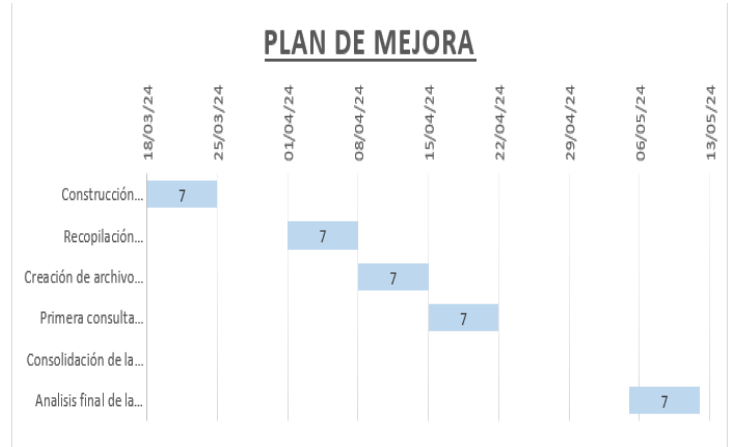 PLAN DE MEJORA
18/03/24
25/03/24
01/04/24
08/04/24
15/04/24
22/04/24
29/04/24
06/05/24
13/05/24
Construcción...
7
Recopilación...
7
Creación de archivo...
7
Primera consulta...
7
Consolidación de la...
Analisis final de la...
7